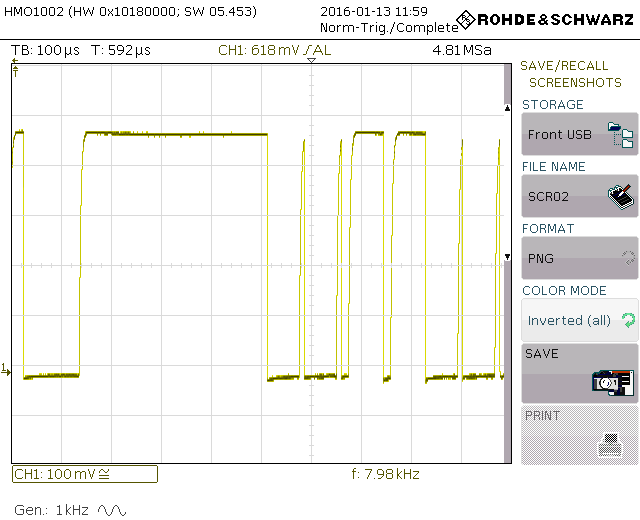 HMO1002 (HW 0x10180000; SW 05.453)
2016-01-13 11:59
Norm-Trig./Complete
ROHDE&SCHWARZ
TB: 100 µs T: 592 µs
CH1: 618 mV AL
4.81 MSa
SAVE/RECALL
SCREENSHOTS
STORAGE
Front USB
FILE NAME
SCR02
FORMAT
PNG
COLOR MODE
Inverted (all)
SAVE
PRINT
1
CH1: 100 mV ≅
f: 7.98 kHz
Gen.: 1kHz